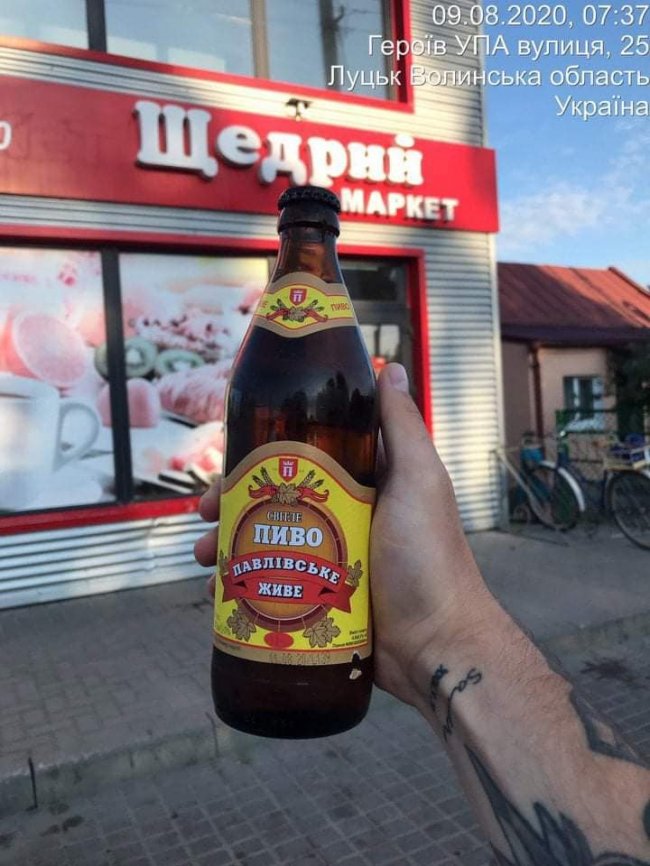 09.08.2020, 07:37
Героїв УПА вулиця, 25
Луцьк Волинська область
Україна
Щедрий
МАРКЕТ
ПИВО
П
СВІТЛЕ
ПИВО
ПАВЛІВСЬКЕ
ЖИВЕ